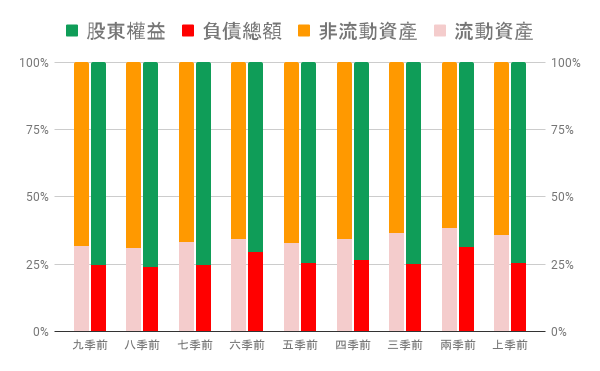 股東權益 負債總額 非流動資產 流動資產
100% 100%
75% 75%
50% 50%
25% 25%
0% 0%
九季前 八季前 七季前 六季前 五季前 四季前 三季前 兩季前 上季前